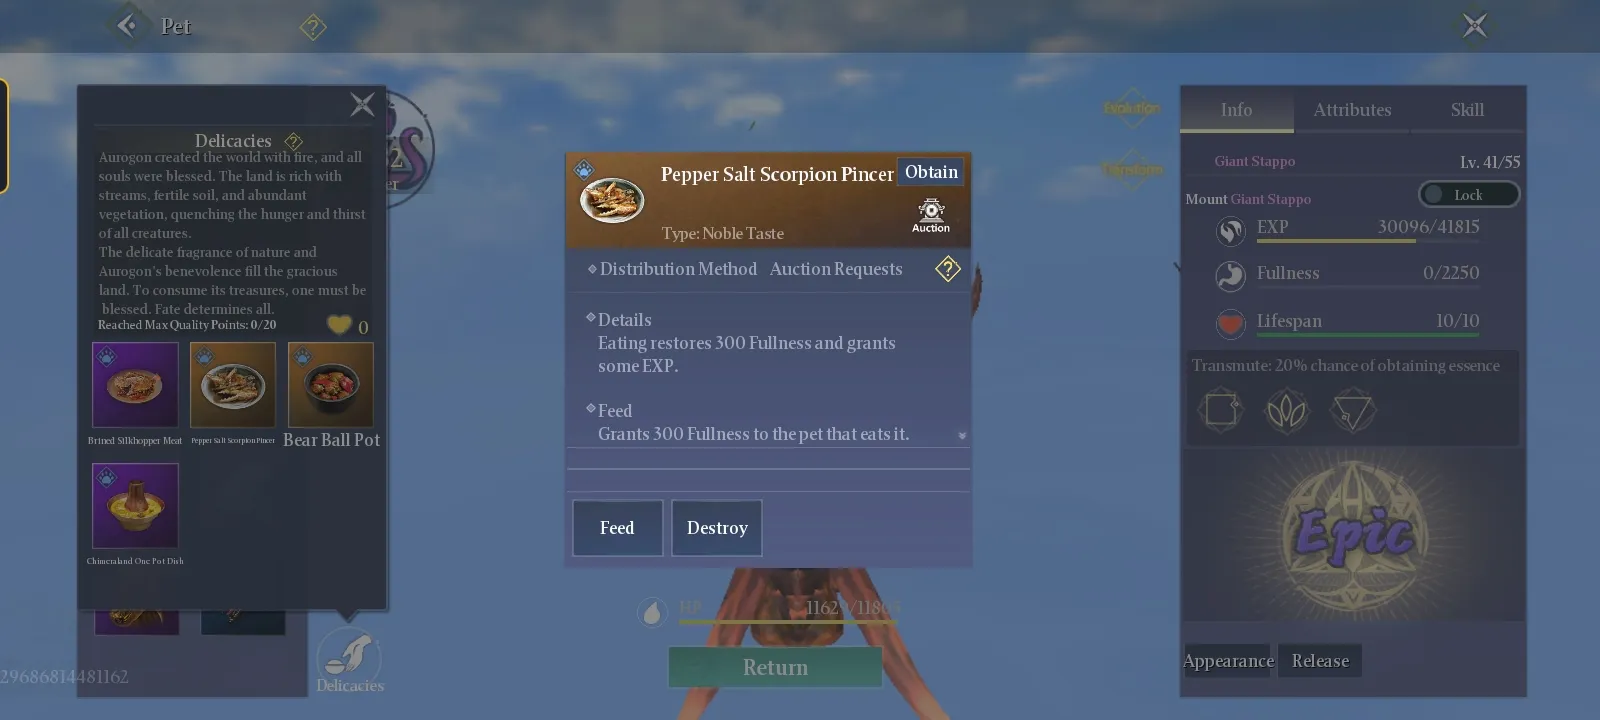 Pet
Delicacies
Aurogon created the world with fire, and all
souls were blessed. The land is rich with
streams, fertile soil, and abundant
vegetation, quenching the hunger and thirst
of all creatures.
The delicate fragrance of nature and
Aurogon's benevolence fill the gracious
land. To consume its treasures, one must be
blessed. Fate determines all.
Reached Max Quality Points: 0/20
0
Brined Silkhopper Meat
Pepper Salt Scorpion Pincer
Bear Ball Pot
Chimeraland One Pot Dish
29686814481162
Delicacies
Pepper Salt Scorpion Pincer
Obtain
Type: Noble Taste
Auction
Distribution Method Auction Requests
Details
Eating restores 300 Fullness and grants
some EXP.
Feed
Grants 300 Fullness to the pet that eats it.
Feed
Destroy
HP
Return
Evolution
Transform
Info
Attributes
Skill
Giant Stappo
Lv. 41/55
Mount Giant Stappo
Lock
EXP 30096/41815
Fullness 0/2250
Lifespan 10/10
Transmute: 20% chance of obtaining essence
Epic
Appearance
Release